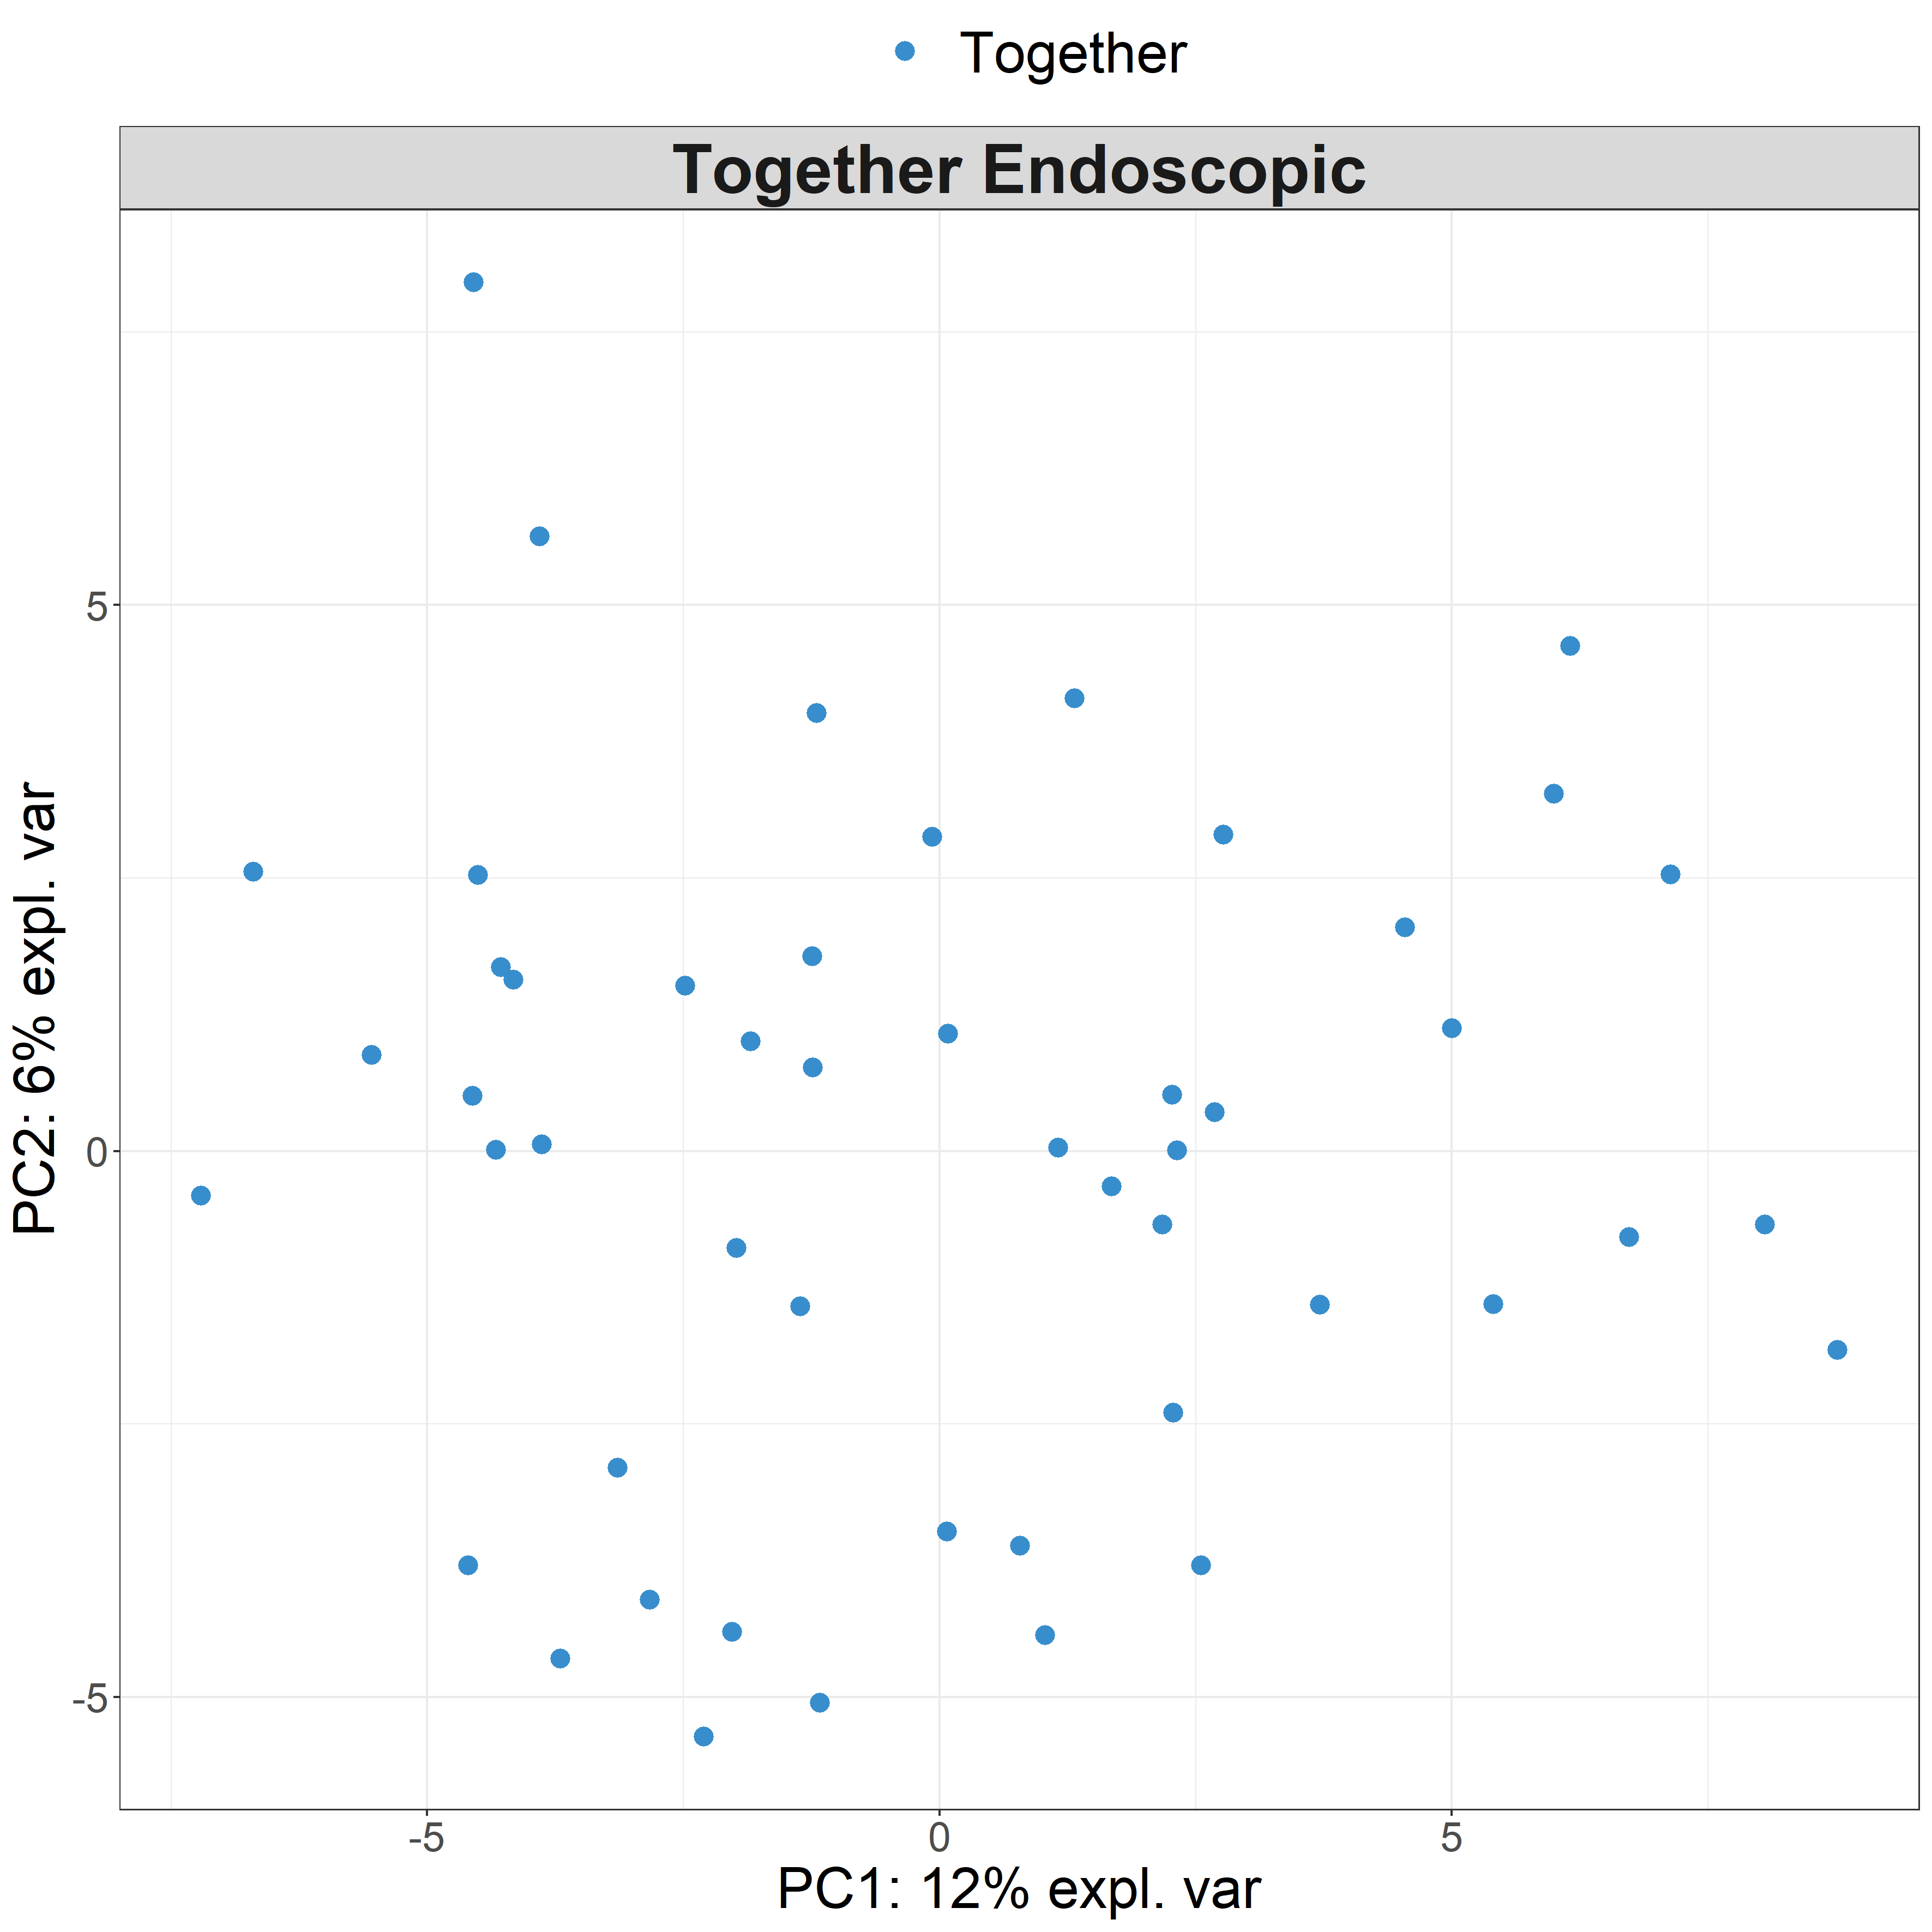 Together
Together Endoscopic
PC2: 6% expl. var
5
0
-5
-5
0
5
PC1: 12% expl. var